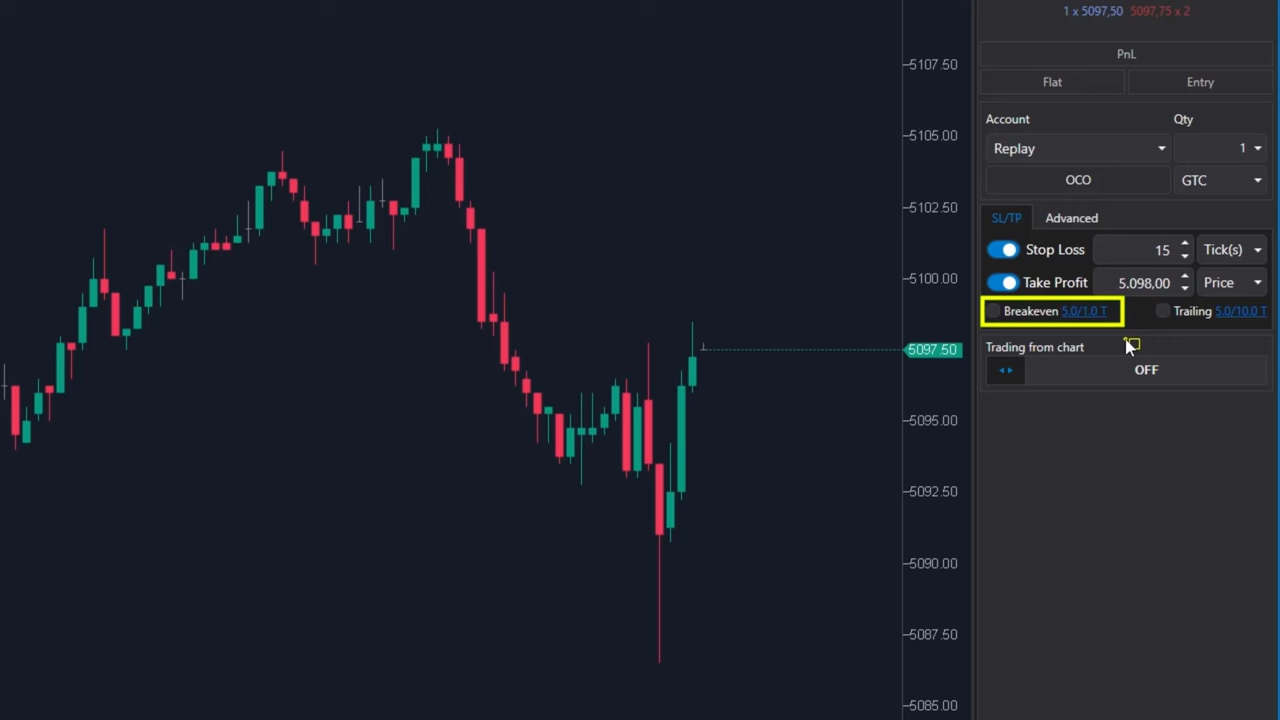 1 x 5097,50 5097,75 x 2
PnL
Flat Entry
Account Qty
Replay 1
OCO GTC
SL/TP Advanced
Stop Loss 15 Tick(s)
Take Profit 5.098,00 Price
Breakeven 5.0/1.0 T Trailing 5.0/10.0 T
Trading from chart
OFF
5107.50
5105.00
5102.50
5100.00
5097.50
5095.00
5092.50
5090.00
5087.50
5085.00